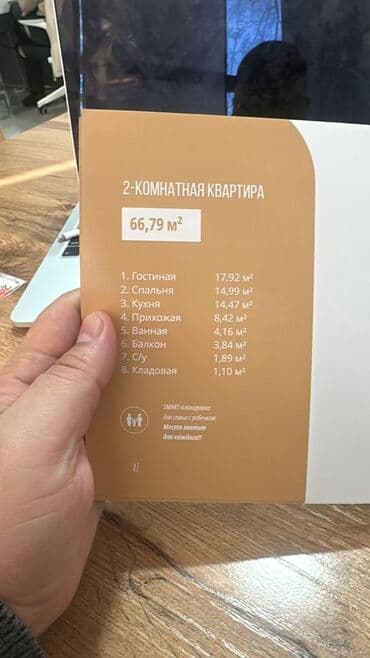 2-КОМНАТНАЯ КВАРТИРА
66,79 м²
1. Гостиная 17,92 м²
2. Спальня 14,99 м²
3. Кухня 14,47 м²
4. Прихожая 8,42 м²
5. Ванная 4,16 м²
6. Балкон 3,84 м²
7. С/у 1,89 м²
8. Кладовая 1,10 м²
SMART-планировка
для семьи с ребенком.
Места хватит
для каждого!!